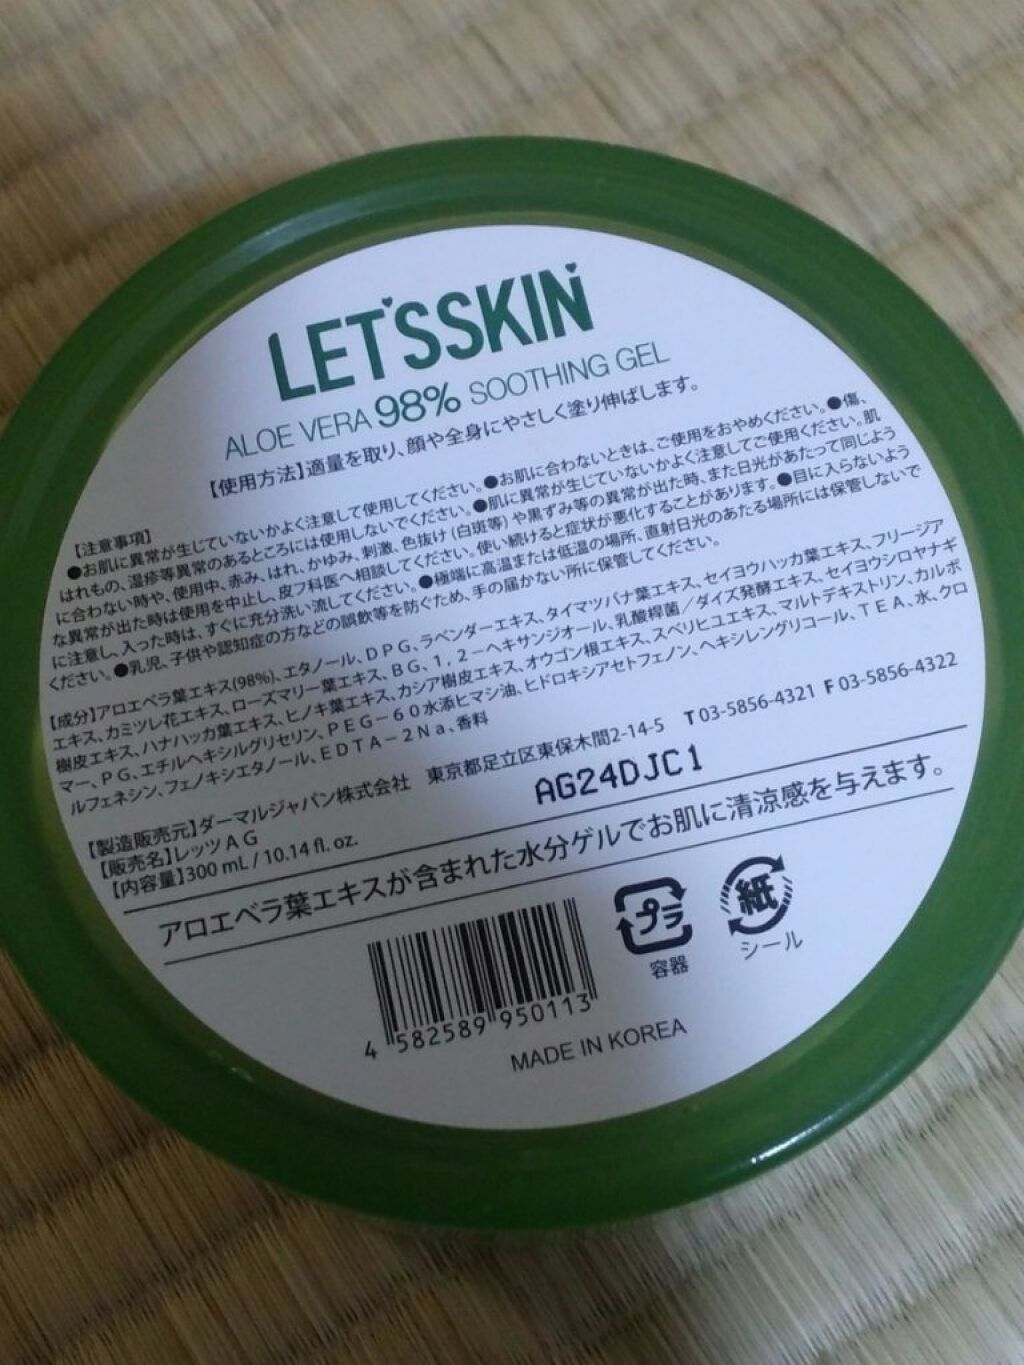 LET'SSKIN
ALOE VERA 98% SOOTHING GEL
【使用方法】適量を取り、顔や全身にやさしく塗り伸ばします。
【注意事項】
●お肌に異常が生じていないかよく注意して使用してください。●お肌に合わないときは、ご使用をおやめください。●傷、
はれもの、湿疹等異常のあるところには使用しないでください。●肌に異常が生じていないかよく注意してご使用ください。肌
に合わない時や、使用中、赤み、はれ、かゆみ、刺激、色抜け(白斑等)や黒ずみ等の異常が出た時、また日光があたって同じよう
な異常が出た時は使用を中止し、皮フ科医へ相談してください。使い続けると症状が悪化することがあります。●目に入らないよう
に注意し、入った時は、すぐに充分洗い流してください。●極端に高温または低温の場所、直射日光のあたる場所には保管しないで
ください。●乳児、子供や認知症の方などの誤飲等を防ぐため、手の届かない所に保管してください。
【成分】アロエベラ葉エキス(98%)、エタノール、DPG、ラベンダーエキス、タイマツバナ葉エキス、セイヨウハッカ葉エキス、フリージア
エキス、カミツレ花エキス、ローズマリー葉エキス、BG、1,2-ヘキサンジオール、乳酸桿菌/ダイズ発酵エキス、セイヨウシロヤナギ
樹皮エキス、ハナハッカ葉エキス、ヒノキ葉エキス、カシア樹皮エキス、オウゴン根エキス、スベリヒユエキス、マルトデキストリン、カルボ
マー、PG、エチルヘキシルグリセリン、PEG-60水添ヒマシ油、ヒドロキシアセトフェノン、ヘキシレングリコール、TEA、水、クロ
ルフェネシン、フェノキシエタノール、EDTA-2Na、香料
【製造販売元】ダーマルジャパン株式会社 東京都足立区東保木間2-14-5 T 03-5856-4321 F 03-5856-4322
【販売名】レッツAG
【内容量】300 mL / 10.14 fl. oz.
AG24DJC1
アロエベラ葉エキスが含まれた水分ゲルでお肌に清涼感を与えます。
プラ
容器
紙
シール
4 582589 950113
MADE IN KOREA